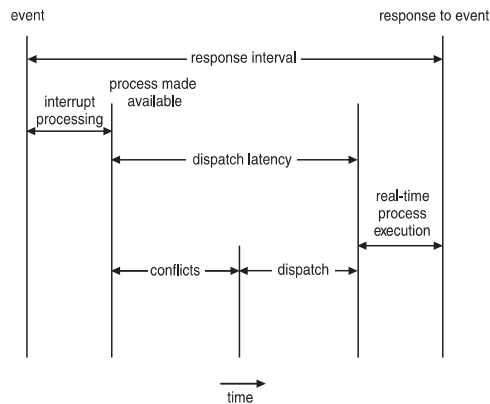 event
response to event
response interval
process made
available
interrupt
processing
dispatch latency
real-time
process
execution
conflicts
dispatch
time